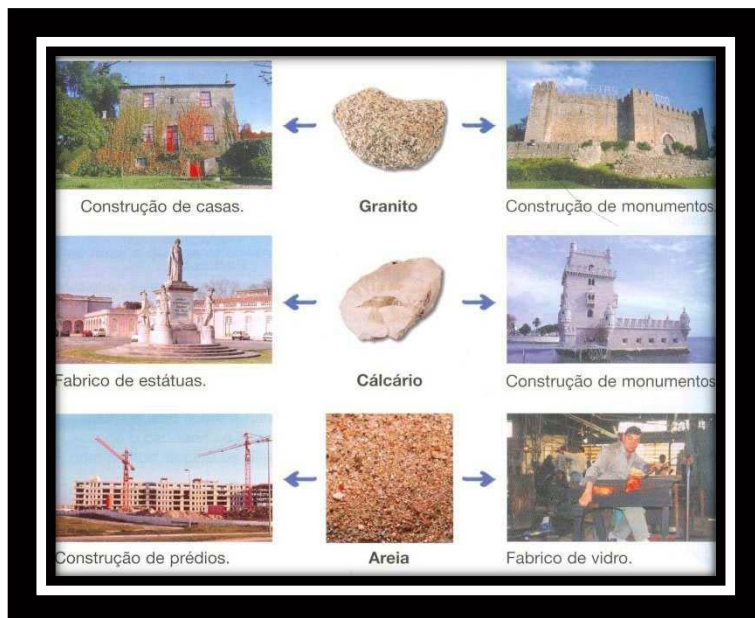 Construção de casas.
Granito
Construção de monumentos.
Fabrico de estátuas.
Cálcário
Construção de monumentos
Construção de prédios.
Areia
Fabrico de vidro.